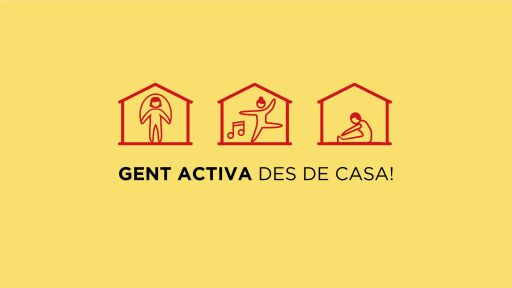 GENT ACTIVA DES DE CASA!